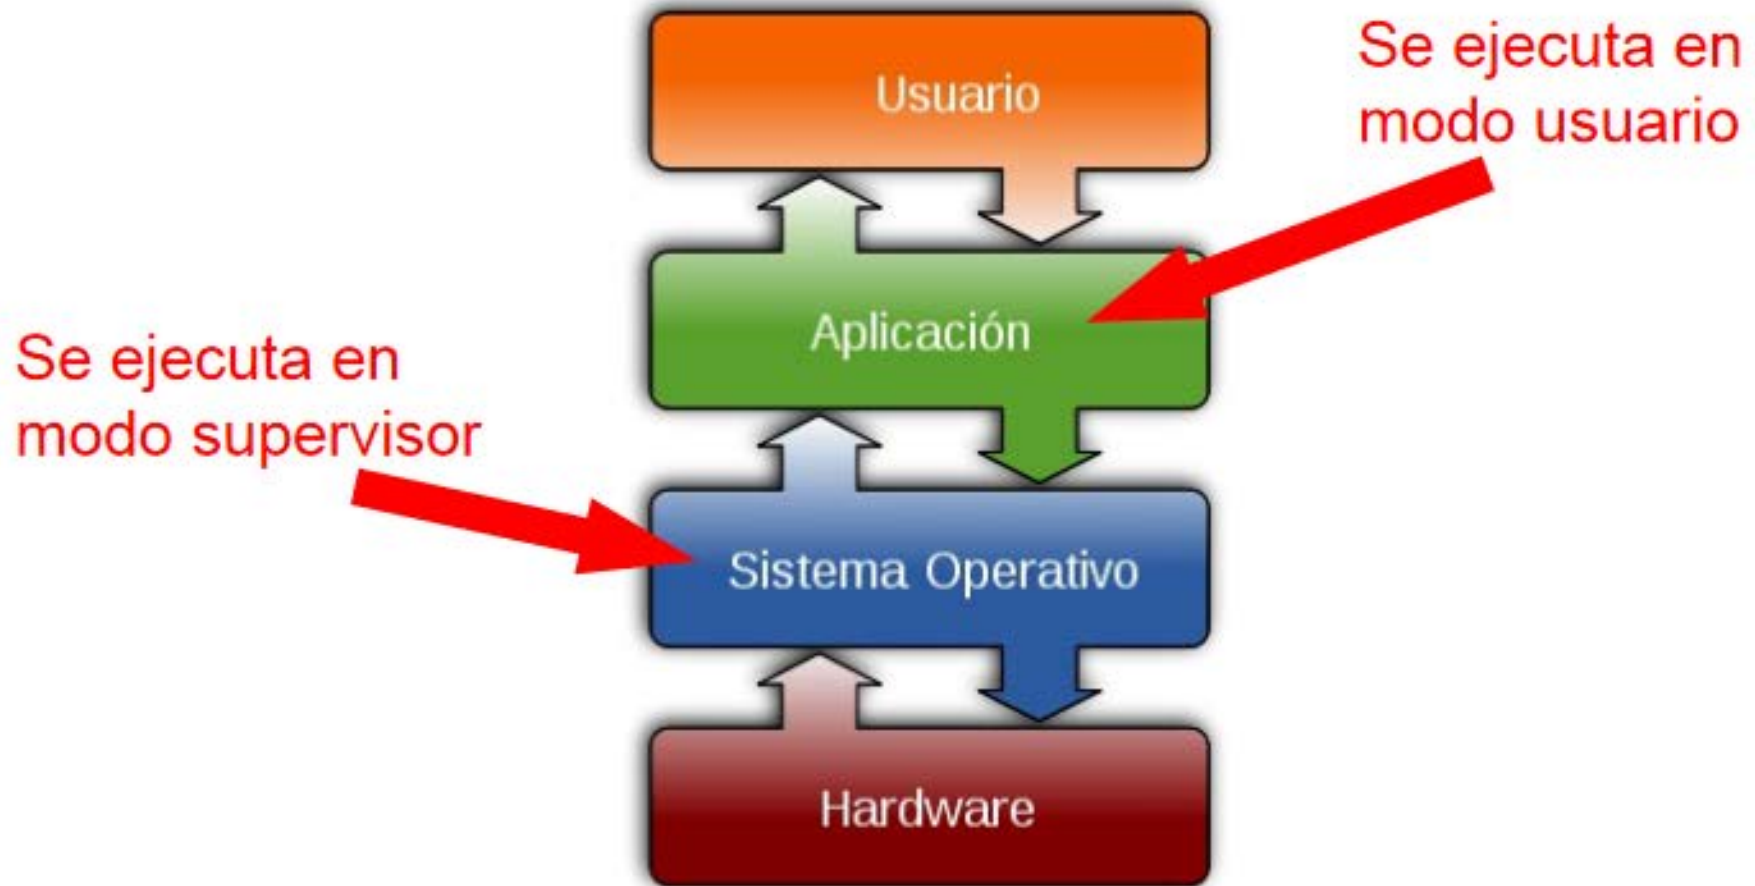 Usuario
Se ejecuta en
modo usuario
Aplicación
Se ejecuta en
modo supervisor
Sistema Operativo
Hardware